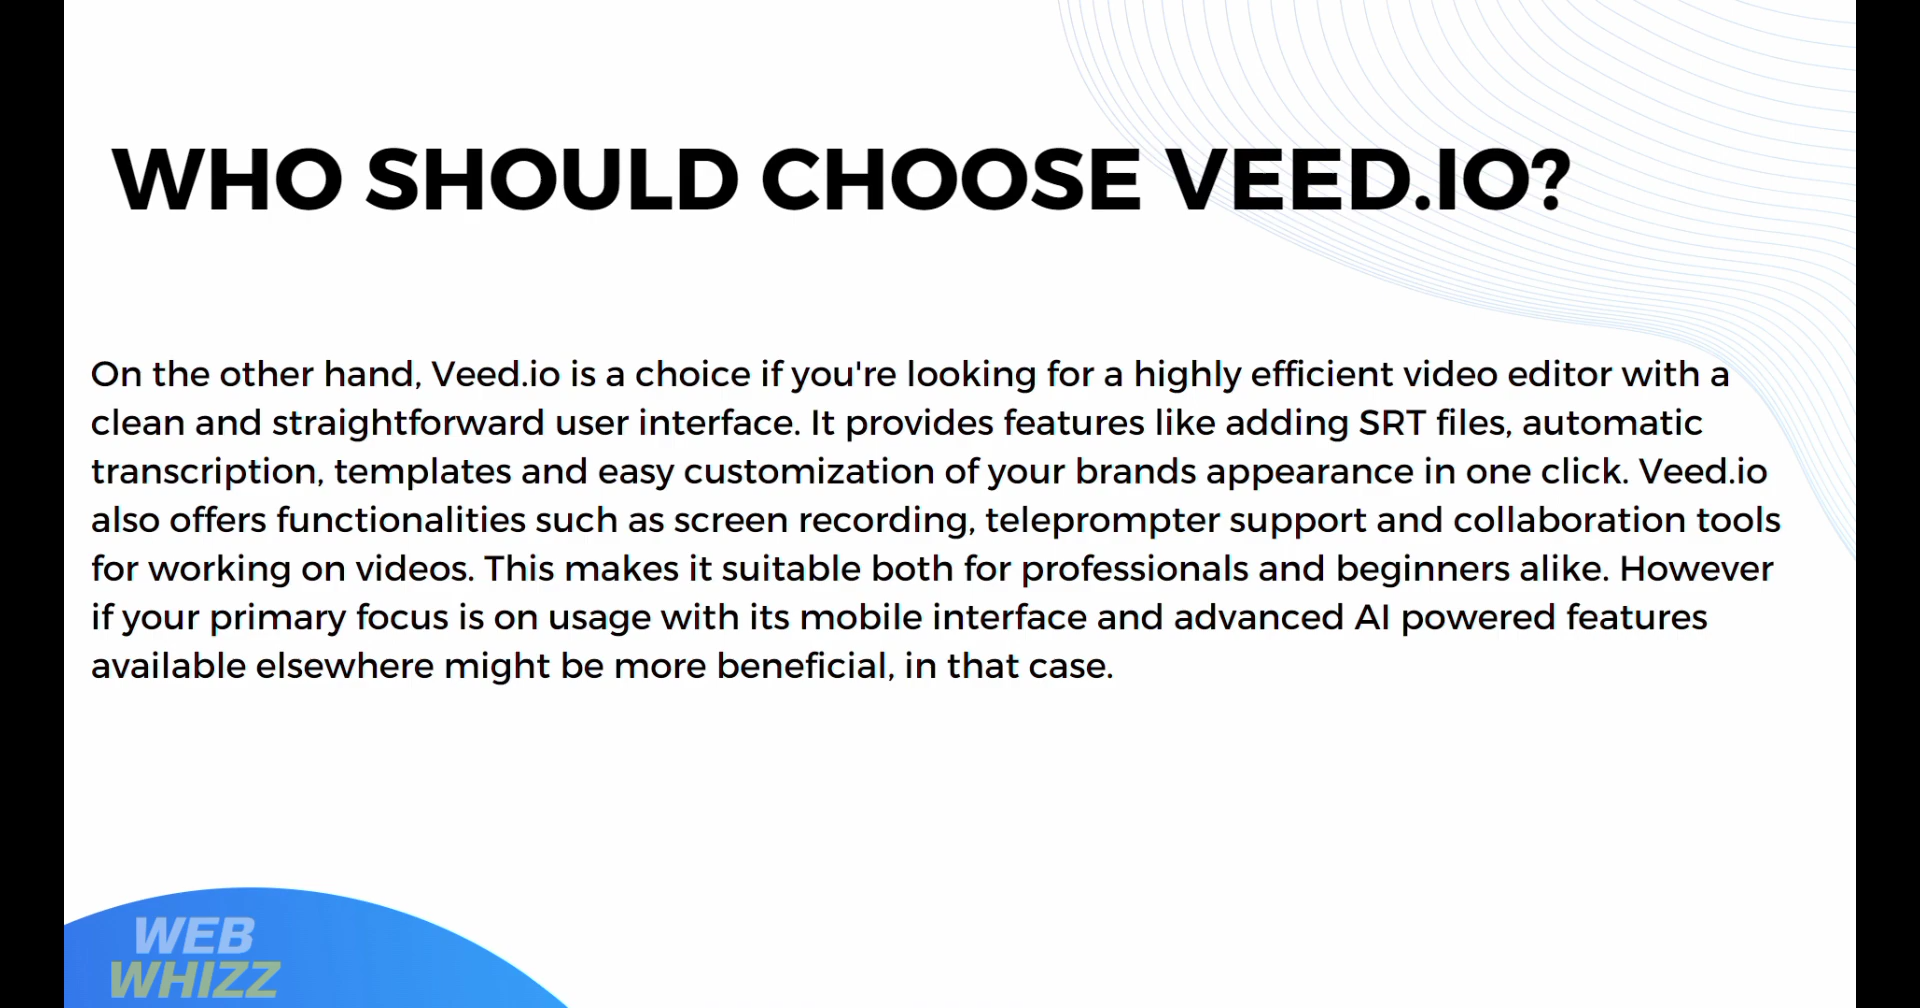 WHO SHOULD CHOOSE VEED.IO?
On the other hand, Veed.io is a choice if you're looking for a highly efficient video editor with a
clean and straightforward user interface. It provides features like adding SRT files, automatic
transcription, templates and easy customization of your brands appearance in one click. Veed.io
also offers functionalities such as screen recording, teleprompter support and collaboration tools
for working on videos. This makes it suitable both for professionals and beginners alike. However
if your primary focus is on usage with its mobile interface and advanced AI powered features
available elsewhere might be more beneficial, in that case.
WEB
WHIZZ